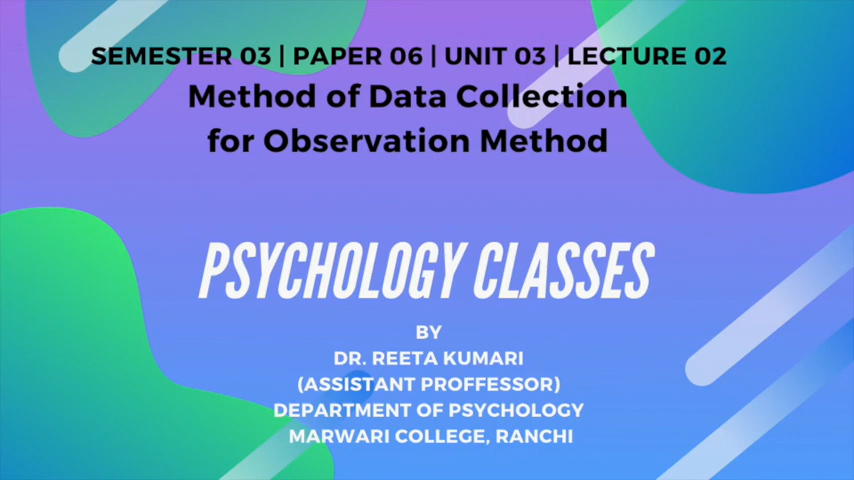 SEMESTER 03 | PAPER 06 | UNIT 03 | LECTURE 02
Method of Data Collection
for Observation Method
PSYCHOLOGY CLASSES
BY
DR. REETA KUMARI
(ASSISTANT PROFFESSOR)
DEPARTMENT OF PSYCHOLOGY
MARWARI COLLEGE, RANCHI